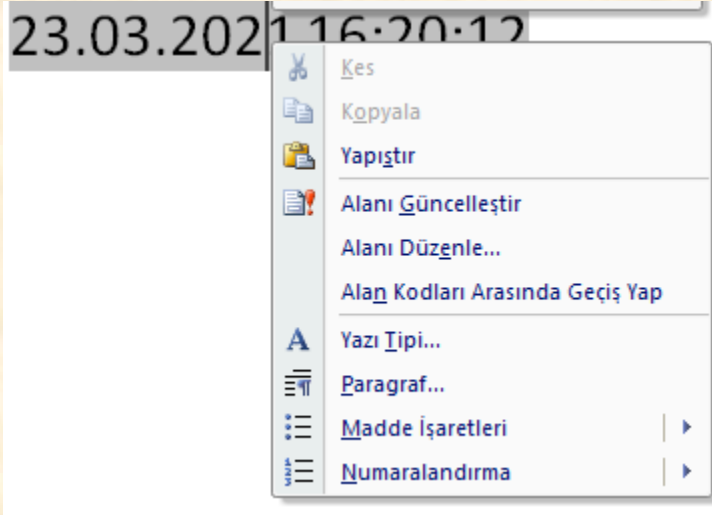 23.03.2021 16:20:12
Kes
Kopyala
Yapıştır
Alanı Güncelleştir
Alanı Düzenle...
Alan Kodları Arasında Geçiş Yap
Yazı Tipi...
Paragraf...
Madde İşaretleri
Numaralandırma